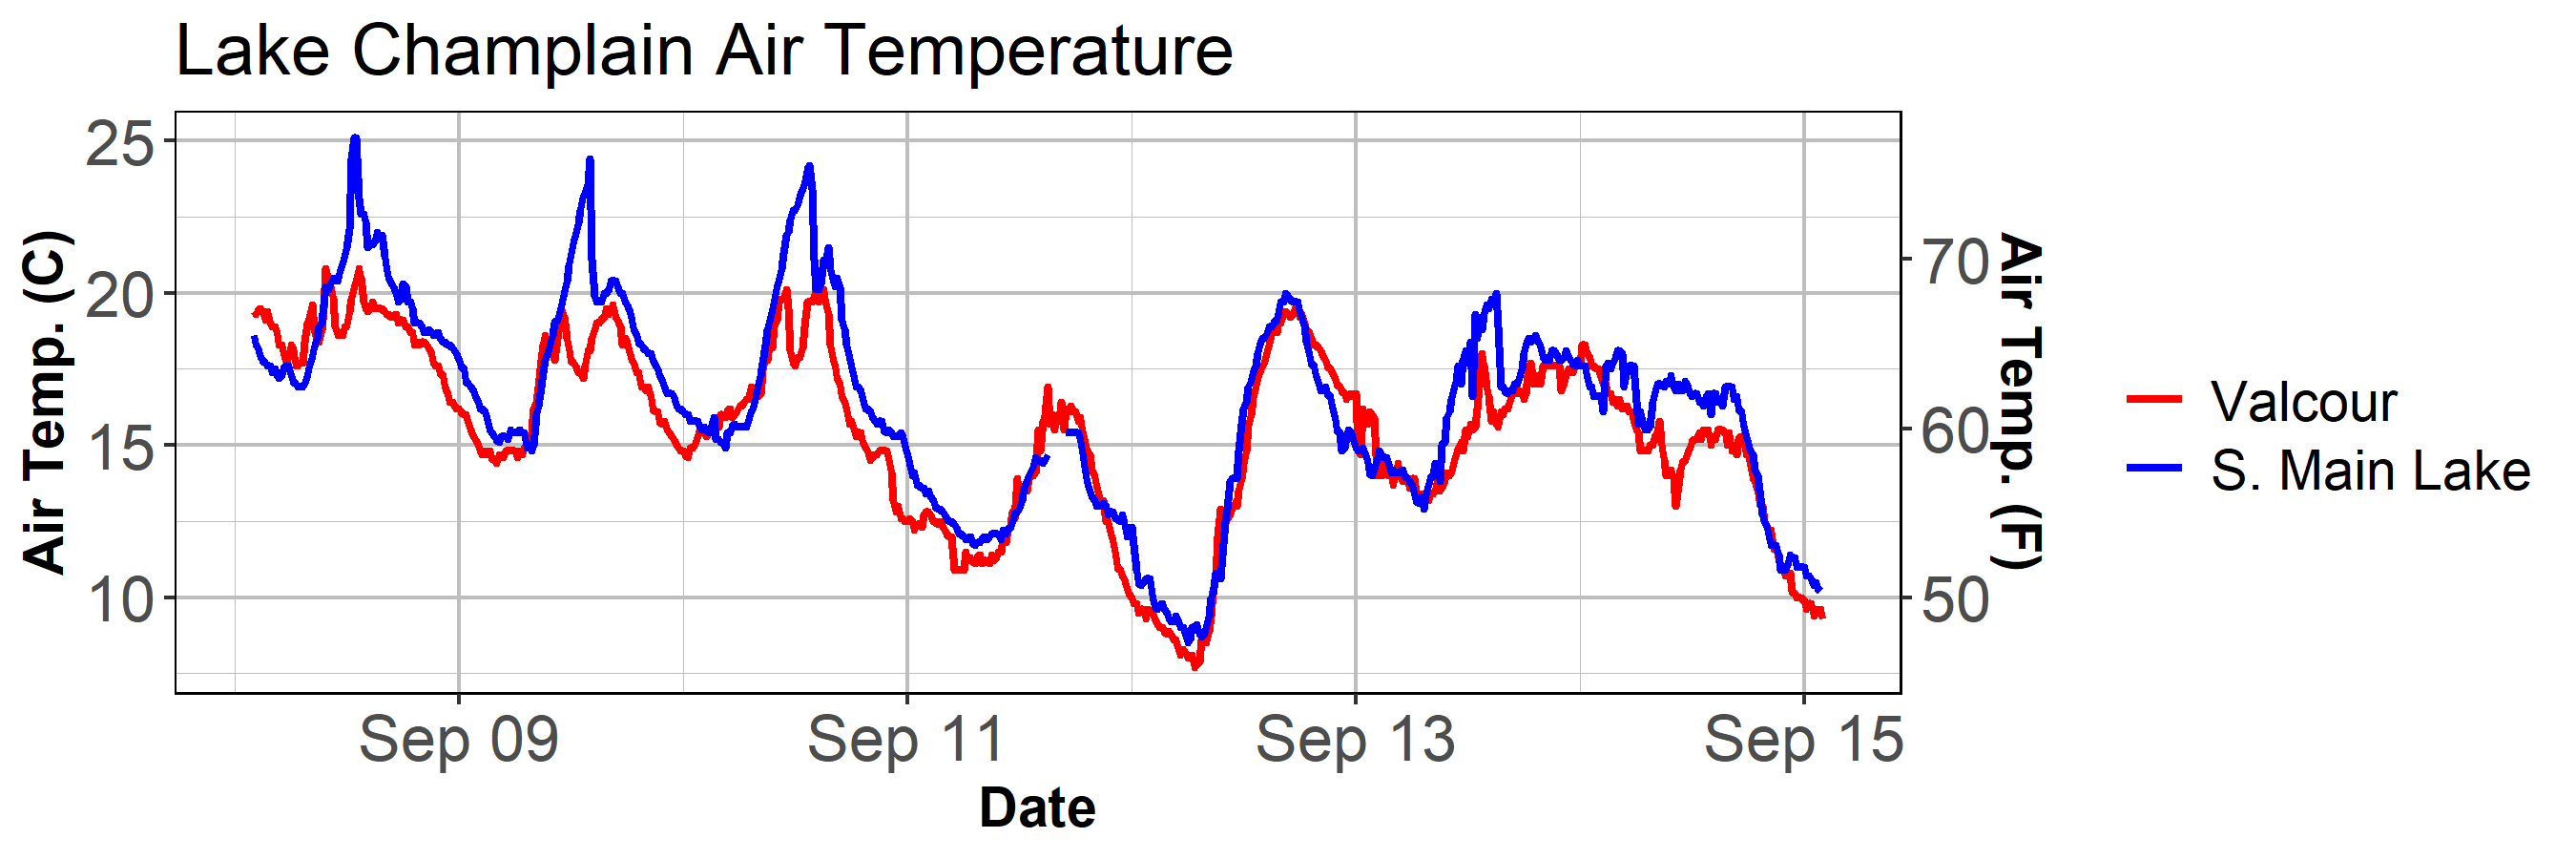 Lake Champlain Air Temperature
Air Temp. (C)
25
20
15
10
70
60
50
Air Temp. (F)
Sep 09
Sep 11
Sep 13
Sep 15
Date
Valcour
S. Main Lake